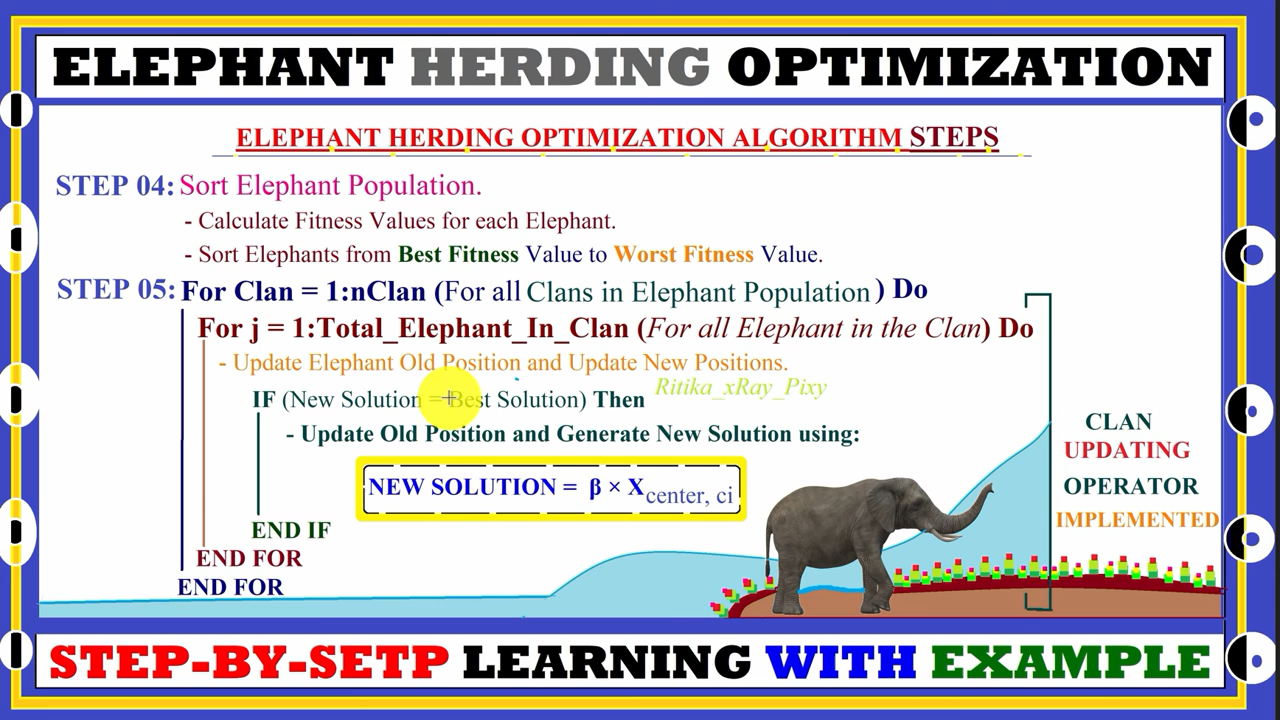 ELEPHANT HERDING OPTIMIZATION
ELEPHANT HERDING OPTIMIZATION ALGORITHM STEPS
STEP 04: Sort Elephant Population.
- Calculate Fitness Values for each Elephant.
- Sort Elephants from Best Fitness Value to Worst Fitness Value.
STEP 05: For Clan = 1:nClan (For all Clans in Elephant Population) Do
For j = 1:Total_Elephant_In_Clan (For all Elephant in the Clan) Do
- Update Elephant Old Position and Update New Positions.
Ritika_xRay_Pixy
IF (New Solution = Best Solution) Then
- Update Old Position and Generate New Solution using:
NEW SOLUTION = β × X center, ci
END IF
END FOR
END FOR
CLAN
UPDATING
OPERATOR
IMPLEMENTED
STEP-BY-SETP LEARNING WITH EXAMPLE